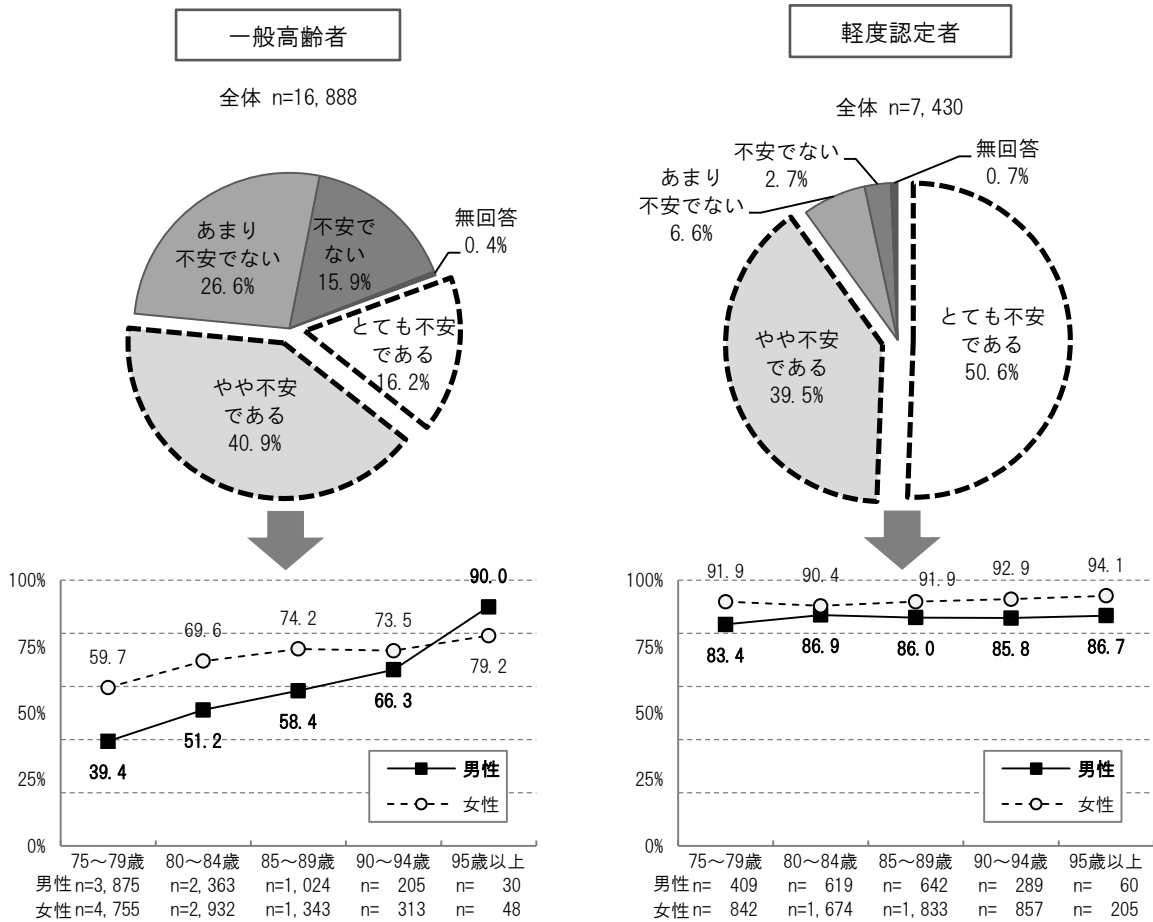 一般高齢者
全体 n=16,888
あまり
不安でない
26.6%
不安で
ない
15.9%
無回答
0.4%
とても不安
である
16.2%
やや不安
である
40.9%
100%
75%
50%
25%
0%
59.7
69.6
74.2
73.5
79.2
39.4
51.2
58.4
66.3
90.0
男性
女性
75～79歳 80～84歳 85～89歳 90～94歳 95歳以上
男性 n=3,875 n=2,363 n=1,024 n= 205 n= 30
女性 n=4,755 n=2,932 n=1,343 n= 313 n= 48
軽度認定者
全体 n=7,430
不安でない
2.7%
無回答
0.7%
あまり
不安でない
6.6%
とても不安
である
50.6%
やや不安
である
39.5%
100%
75%
50%
25%
0%
91.9
90.4
91.9
92.9
94.1
83.4
86.9
86.0
85.8
86.7
男性
女性
75～79歳 80～84歳 85～89歳 90～94歳 95歳以上
男性 n= 409 n= 619 n= 642 n= 289 n= 60
女性 n= 842 n=1,674 n=1,833 n= 857 n= 205